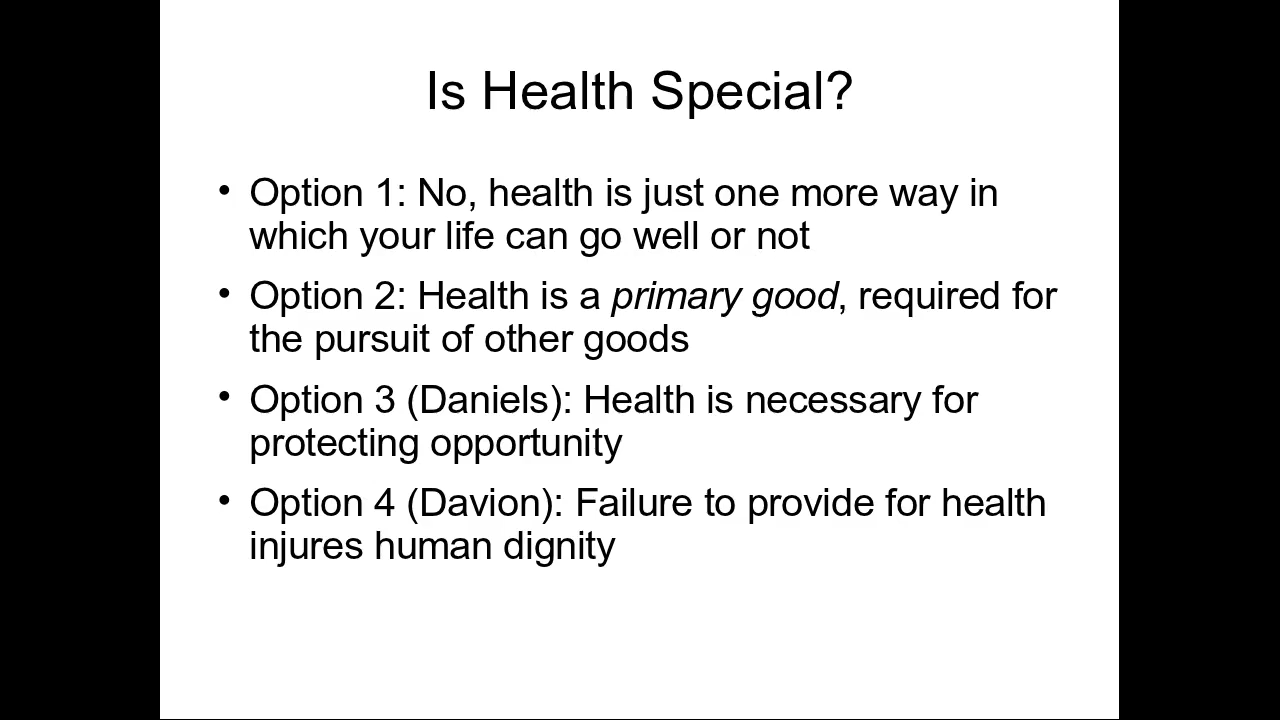 Is Health Special?
• Option 1: No, health is just one more way in
which your life can go well or not
• Option 2: Health is a primary good, required for
the pursuit of other goods
• Option 3 (Daniels): Health is necessary for
protecting opportunity
• Option 4 (Davion): Failure to provide for health
injures human dignity